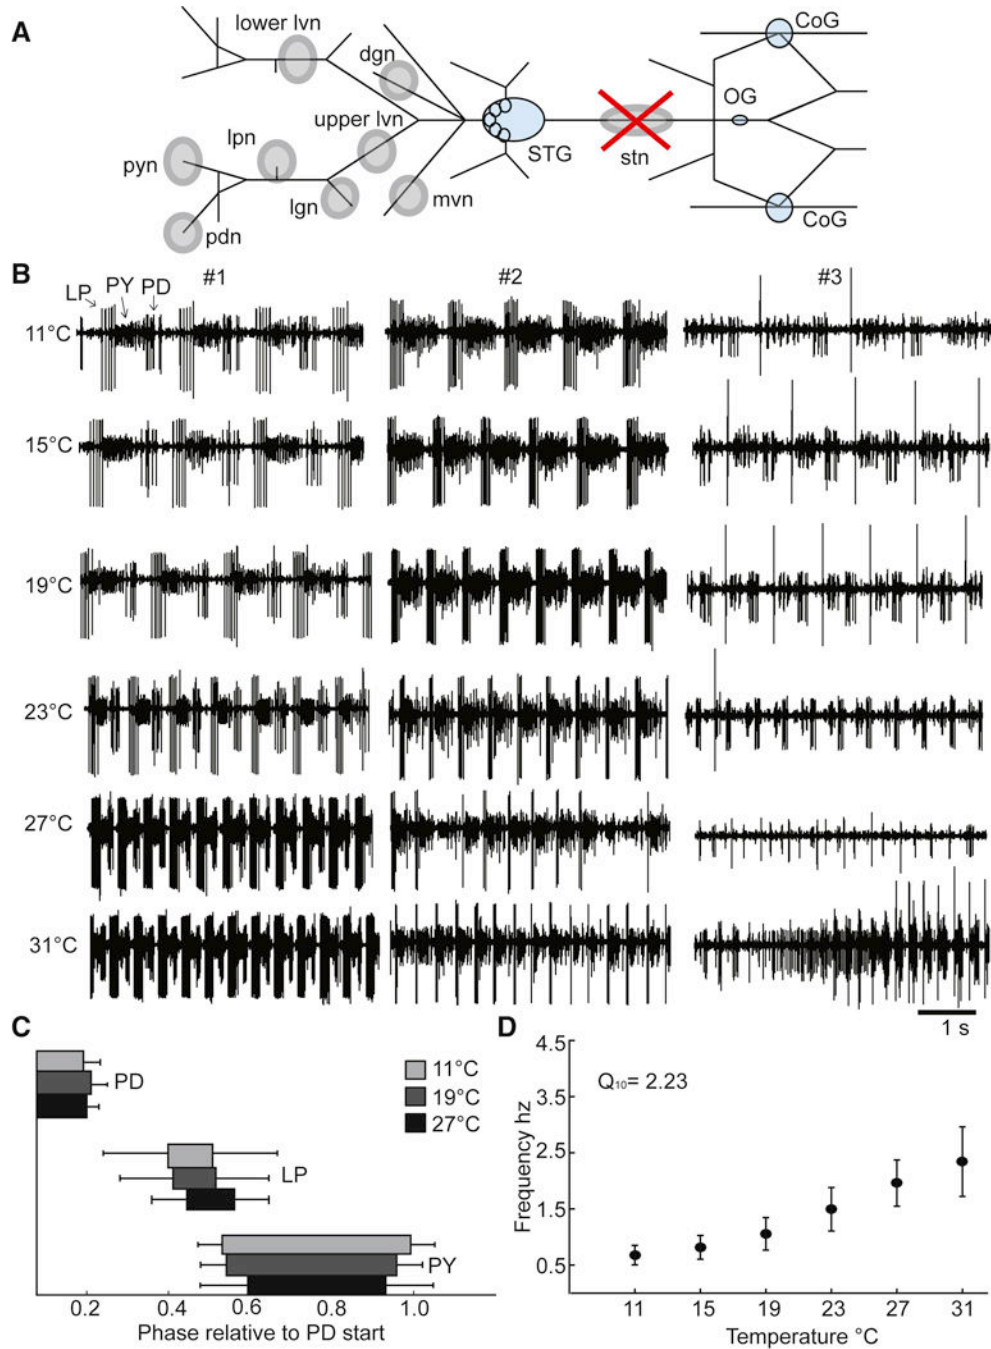 A
lower lvn
CoG
dgn
OG
upper lvn
lpn
STG
stn
pyn
lgn
mvn
CoG
pdn
B
#1
#2
#3
LP
PY
PD
11°C
15°C
19°C
23°C
27°C
31°C
1 s
C
PD
11°C
19°C
27°C
LP
PY
0.2
0.4
0.6
0.8
1.0
Phase relative to PD start
D
4.5
3.5
2.5
1.5
0.5
Q₁₀= 2.23
Frequency hz
11
15
19
23
27
31
Temperature °C